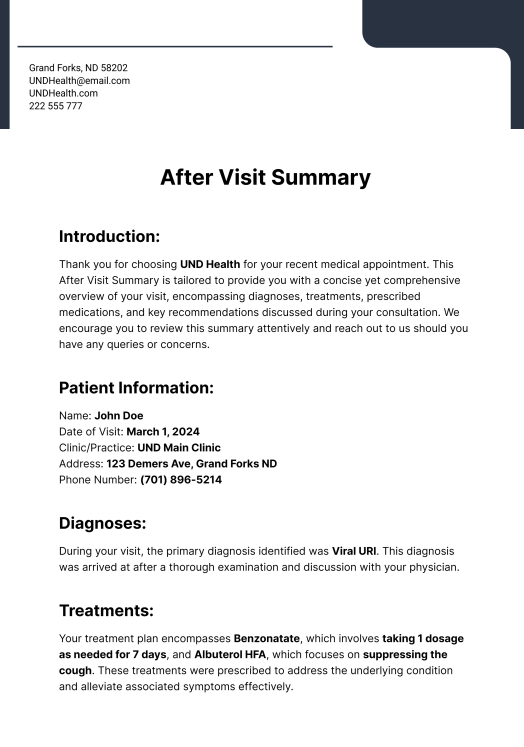 Grand Forks, ND 58202
UNDHealth@email.com
UNDHealth.com
222 555 777
After Visit Summary
Introduction:
Thank you for choosing UND Health for your recent medical appointment. This
After Visit Summary is tailored to provide you with a concise yet comprehensive
overview of your visit, encompassing diagnoses, treatments, prescribed
medications, and key recommendations discussed during your consultation. We
encourage you to review this summary attentively and reach out to us should you
have any queries or concerns.
Patient Information:
Name: John Doe
Date of Visit: March 1, 2024
Clinic/Practice: UND Main Clinic
Address: 123 Demers Ave, Grand Forks ND
Phone Number: (701) 896-5214
Diagnoses:
During your visit, the primary diagnosis identified was Viral URI. This diagnosis
was arrived at after a thorough examination and discussion with your physician.
Treatments:
Your treatment plan encompasses Benzonatate, which involves taking 1 dosage
as needed for 7 days, and Albuterol HFA, which focuses on suppressing the
cough. These treatments were prescribed to address the underlying condition
and alleviate associated symptoms effectively.